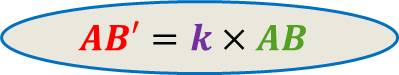 AB′ = k × AB